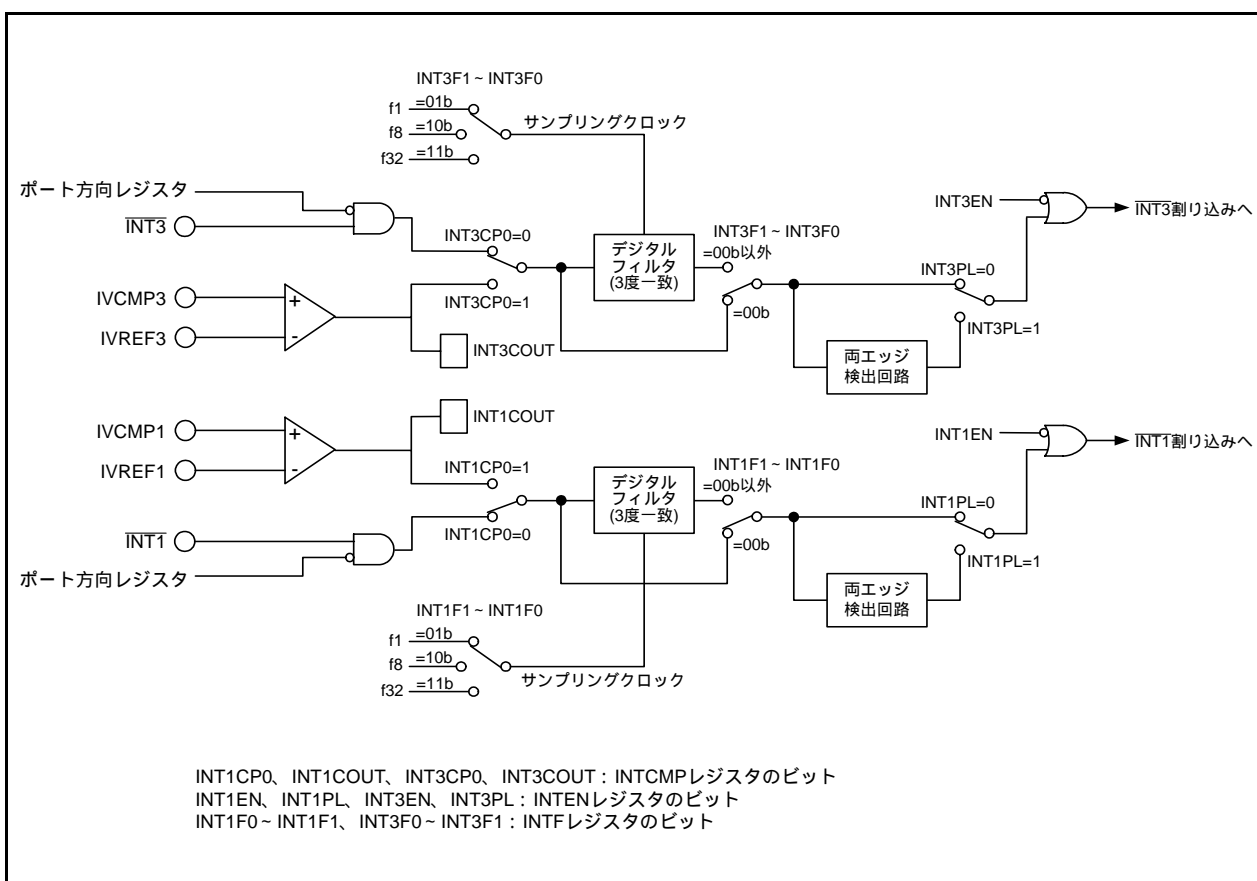 INT3F1 ~ INT3F0
f1 =01b
f8 =10b
f32 =11b
サンプリングクロック
ポート方向レジスタ
INT3
INT3CP0=0
デジタル
フィルタ
(3度一致)
INT3F1 ~ INT3F0
=00b以外
=00b
INT3EN
INT3割り込みへ
INT3PL=0
INT3PL=1
IVCMP3
+
IVREF3
-
INT3CP0=1
INT3COUT
両エッジ
検出回路
IVCMP1
+
IVREF1
-
INT1COUT
INT1CP0=1
INT1CP0=0
デジタル
フィルタ
(3度一致)
INT1F1 ~ INT1F0
=00b以外
=00b
INT1EN
INT1割り込みへ
INT1PL=0
INT1PL=1
両エッジ
検出回路
INT1
ポート方向レジスタ
INT1F1 ~ INT1F0
f1 =01b
f8 =10b
f32 =11b
サンプリングクロック
INT1CP0、INT1COUT、INT3CP0、INT3COUT : INTCMPレジスタのビット
INT1EN、INT1PL、INT3EN、INT3PL : INTENレジスタのビット
INT1F0 ~ INT1F1、INT3F0 ~ INT3F1 : INTFレジスタのビット